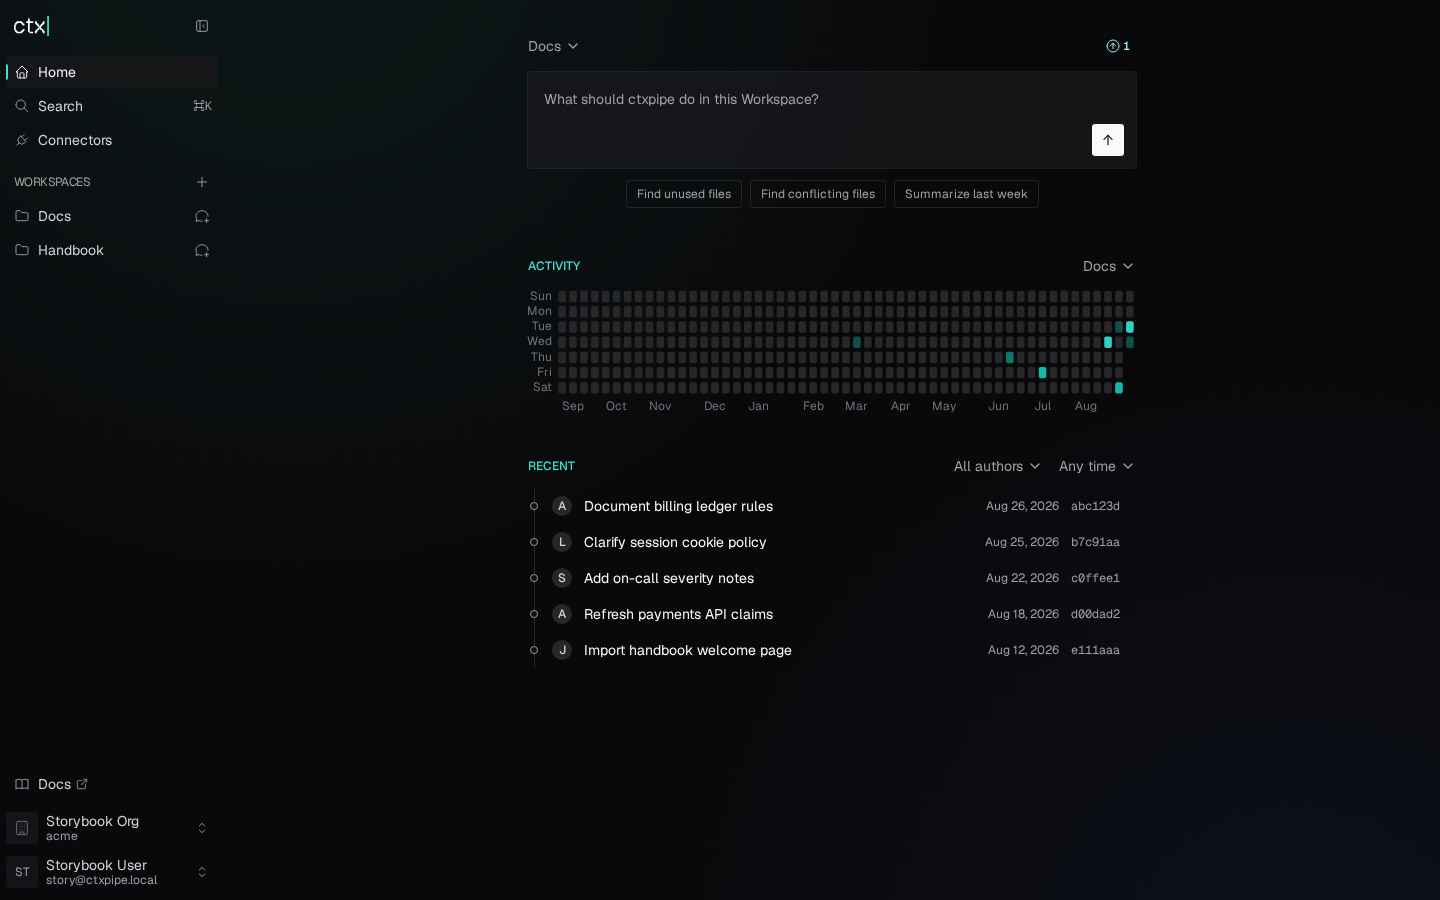 ctx
Home
Search ⌘K
Connectors
WORKSPACES
Docs
Handbook
Docs
Storybook Org
acme
ST
Storybook User
story@ctxpipe.local
Docs
1
What should ctxpipe do in this Workspace?
Find unused files
Find conflicting files
Summarize last week
ACTIVITY
Docs
Sun
Mon
Tue
Wed
Thu
Fri
Sat
Sep Oct Nov Dec Jan Feb Mar Apr May Jun Jul Aug
RECENT
All authors
Any time
A Document billing ledger rules Aug 26, 2026 abc123d
L Clarify session cookie policy Aug 25, 2026 b7c91aa
S Add on-call severity notes Aug 22, 2026 c0ffee1
A Refresh payments API claims Aug 18, 2026 d00dad2
J Import handbook welcome page Aug 12, 2026 e111aaa